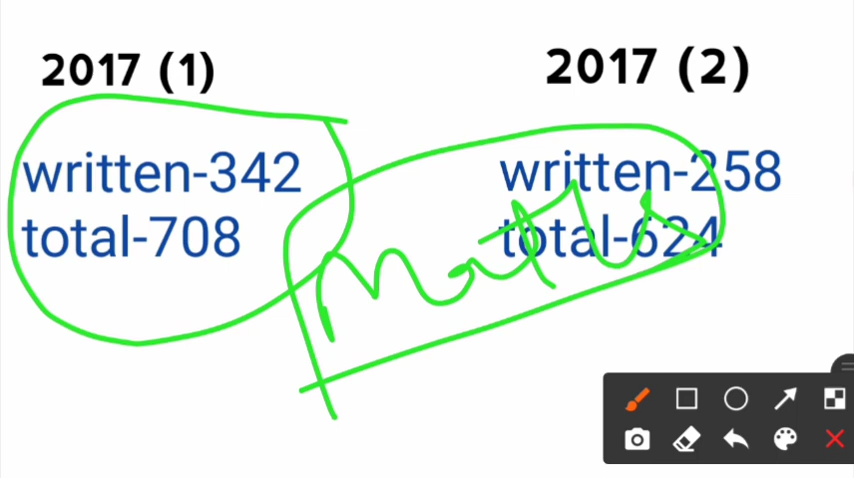 2017 (1)
written-342
total-708
2017 (2)
written-258
total-624
Maths